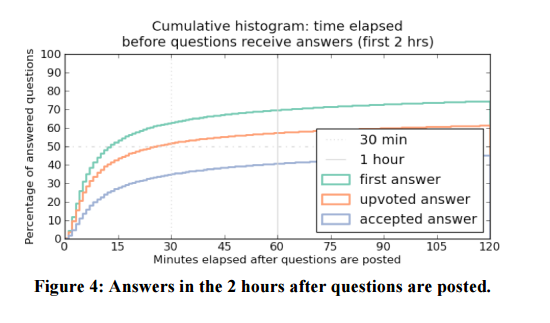 Cumulative histogram: time elapsed
before questions receive answers (first 2 hrs)
Percentage of answered questions
100
90
80
70
60
50
40
30
20
10
0
30 min
1 hour
first answer
upvoted answer
accepted answer
0 15 30 45 60 75 90 105 120
Minutes elapsed after questions are posted
Figure 4: Answers in the 2 hours after questions are posted.